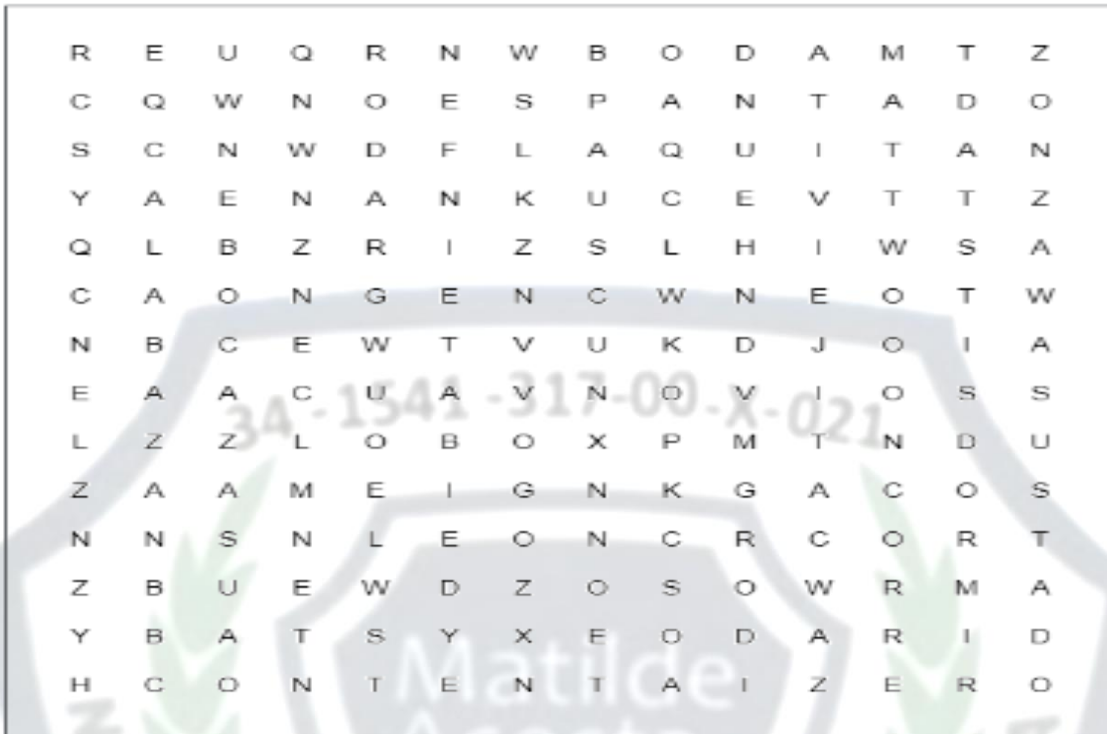 R E U Q R N W B O D A M T Z
C Q W N O E S P A N T A D O
S C N W D F L A Q U I T A N
Y A E N A N K U C E V T T Z
Q L B Z R I Z S L H I W S A
C A O N G E N C W N E O T W
N B C E W T V U K D J O I A
E A A C U A V N O V I O S S
34-1541-317-00-X-021
L Z Z L O B O X P M T N D U
Z A A M E I G N K G A C O S
N N S N L E O N C R C O R T
Z B U E W D Z O S O W R M A
Y B A T S Y X E O D A R I D
Matilde
H C O N T E N T A I Z E R O